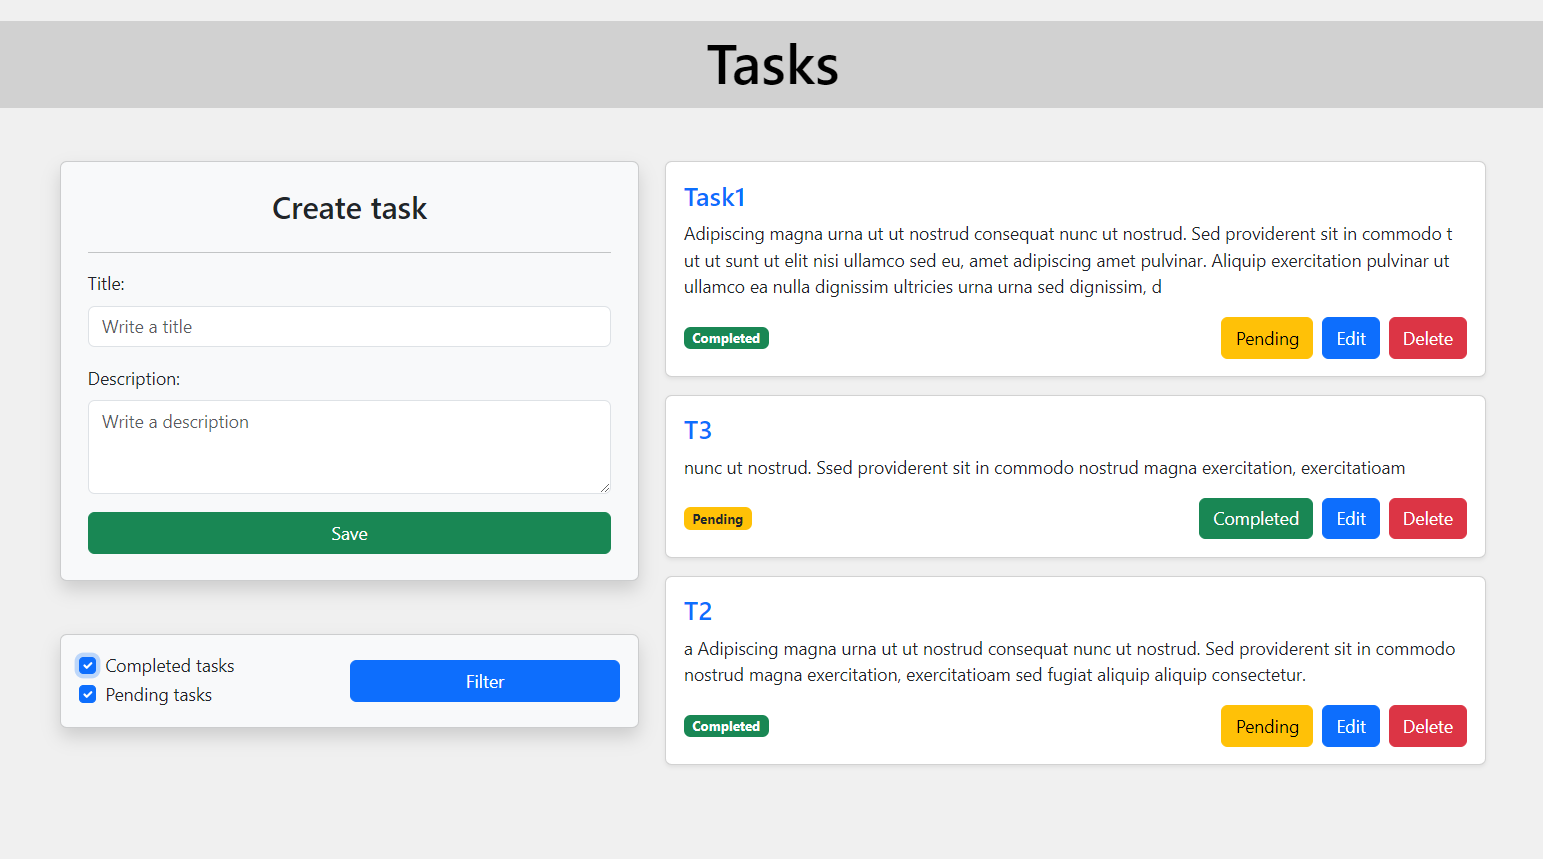 Tasks
Create task
Title:
Write a title
Description:
Write a description
Save
Completed tasks
Pending tasks
Filter
Task1
Adipiscing magna urna ut ut nostrud consequat nunc ut nostrud. Sed providerent sit in commodo t
ut ut sunt ut elit nisi ullamco sed eu, amet adipiscing amet pulvinar. Aliquip exercitation pulvinar ut
ullamco ea nulla dignissim ultricies urna urna sed dignissim, d
Completed
Pending
Edit
Delete
T3
nunc ut nostrud. Ssed providerent sit in commodo nostrud magna exercitation, exercitatioam
Pending
Completed
Edit
Delete
T2
a Adipiscing magna urna ut ut nostrud consequat nunc ut nostrud. Sed providerent sit in commodo
nostrud magna exercitation, exercitatioam sed fugiat aliquip aliquip consectetur.
Completed
Pending
Edit
Delete